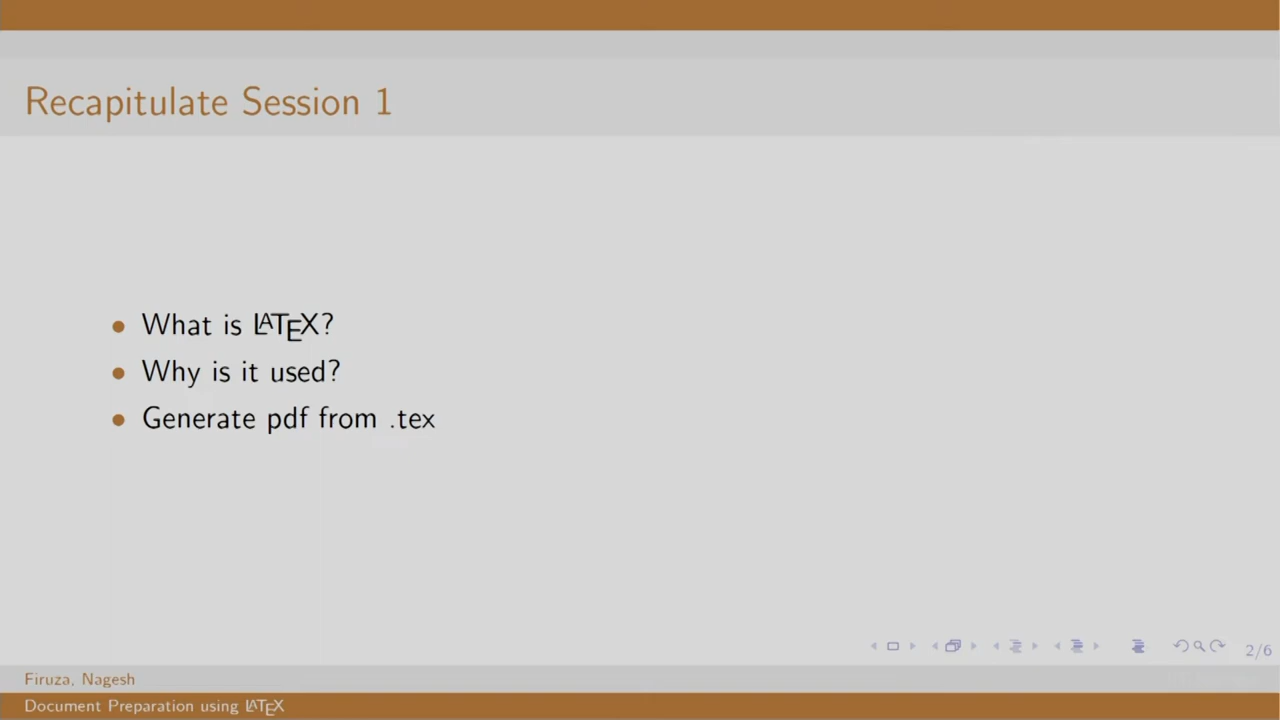 Recapitulate Session 1
• What is LATEX?
• Why is it used?
• Generate pdf from .tex
2/6
Firuza, Nagesh
Document Preparation using LATEX